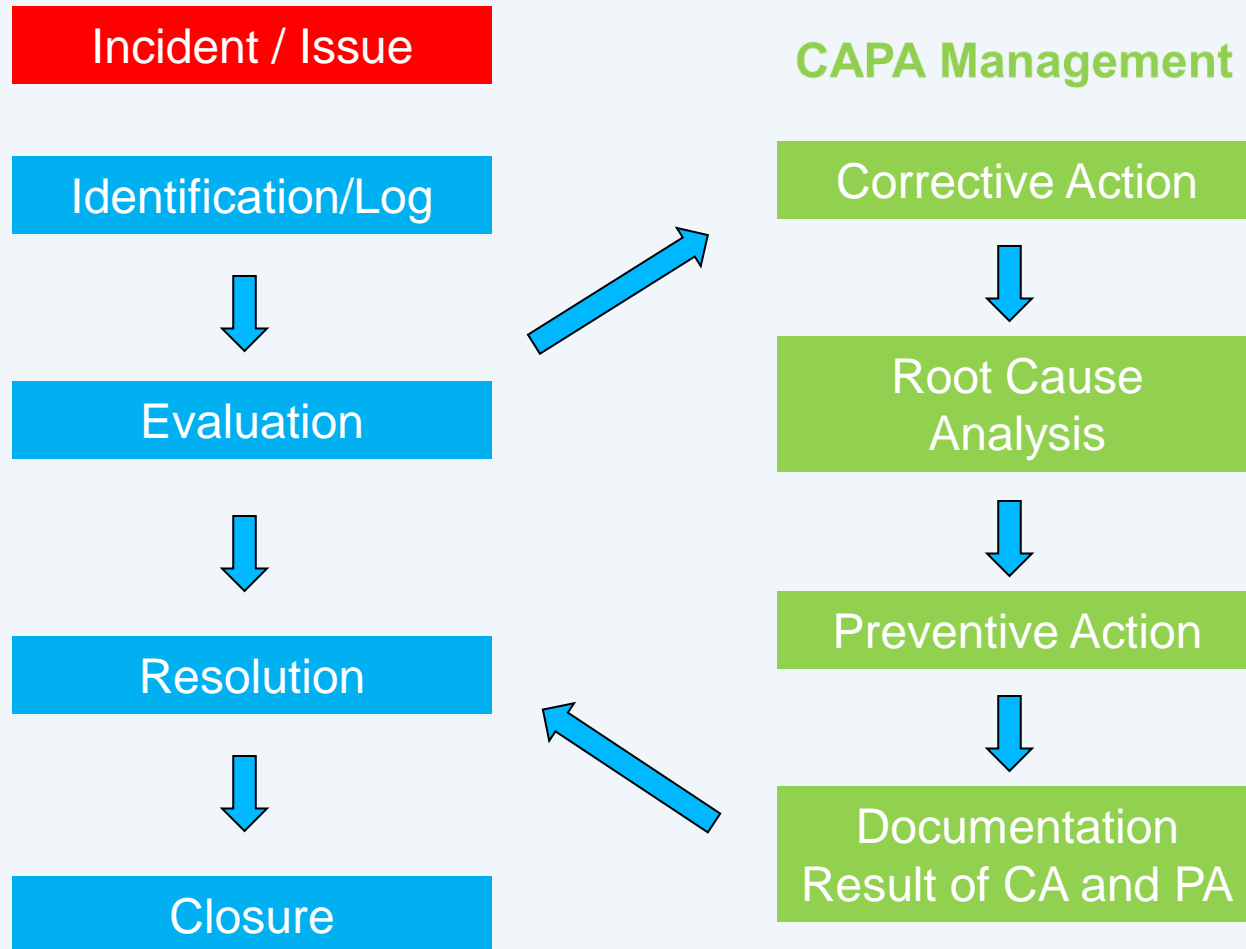 Incident / Issue
Identification/Log
Evaluation
Resolution
Closure
CAPA Management
Corrective Action
Root Cause
Analysis
Preventive Action
Documentation
Result of CA and PA